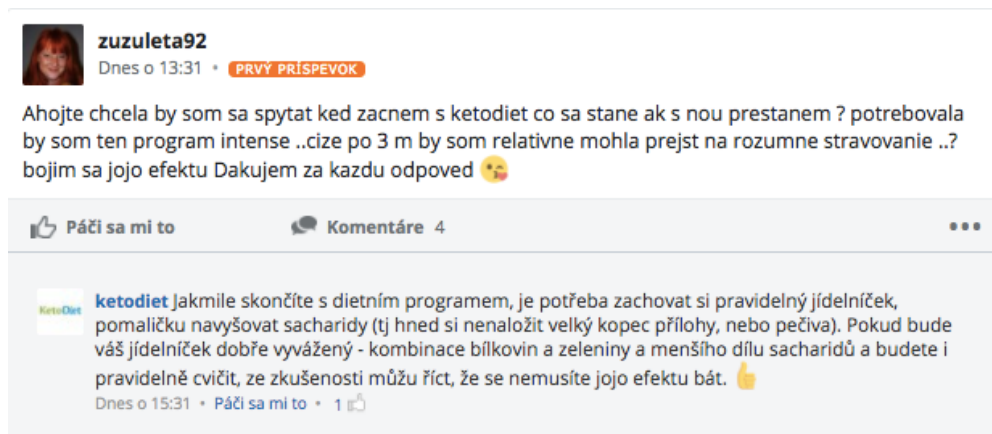 zuzuleta92
Dnes o 13:31 • PRVÝ PRÍSPEVOK
Ahojte chcela by som sa spytat ked zacnem s ketodiet co sa stane ak s nou prestanem ? potrebovala
by som ten program intense ..cize po 3 m by som relativne mohla prejst na rozumne stravovanie ..?
bojim sa jojo efektu Dakujem za kazdu odpoved 😘
Páči sa mi to
Komentáre 4
KetoDiet
ketodiet Jakmile skončíte s dietním programem, je potřeba zachovat si pravidelný jídelníček,
pomaličku navyšovat sacharidy (tj hned si nenaložit velký kopec přílohy, nebo pečiva). Pokud bude
váš jídelníček dobře vyvážený - kombinace bílkovin a zeleniny a menšího dílu sacharidů a budete i
pravidelně cvičit, ze zkušenosti můžu říct, že se nemusíte jojo efektu bát. 👍
Dnes o 15:31 • Páči sa mi to • 1